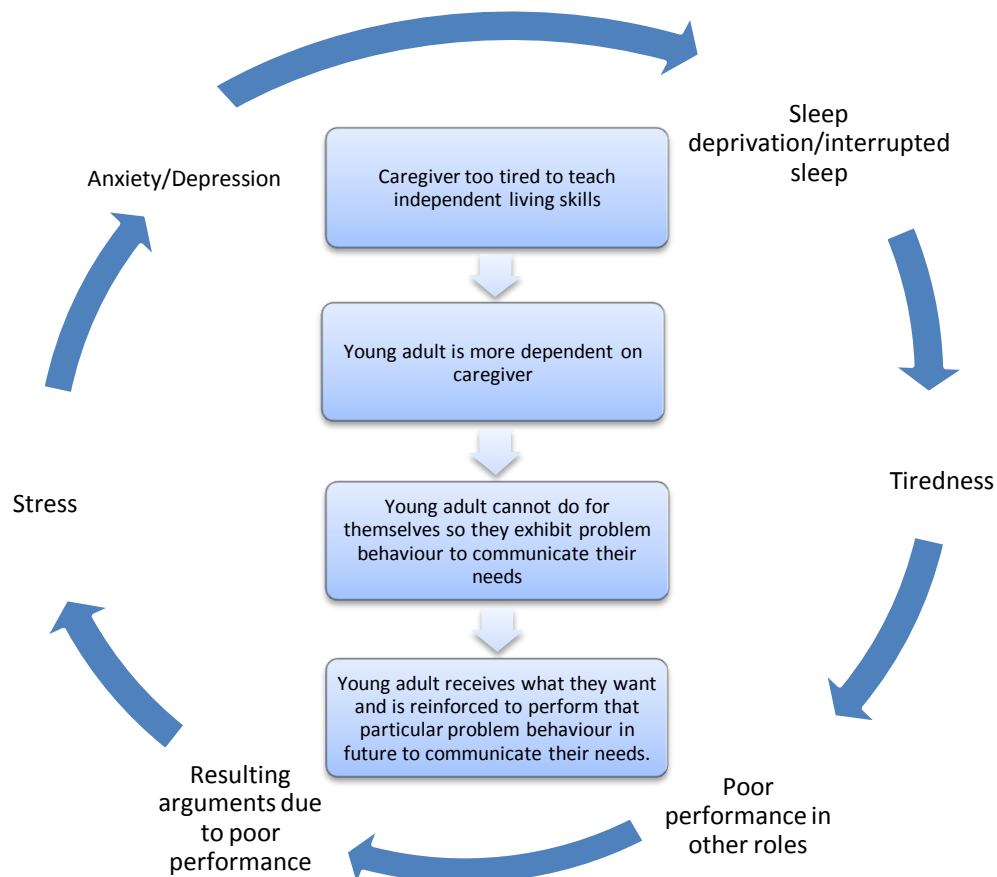 Sleep
deprivation/interrupted
sleep
Anxiety/Depression
Caregiver too tired to teach
independent living skills
Young adult is more dependent on
caregiver
Tiredness
Stress
Young adult cannot do for
themselves so they exhibit problem
behaviour to communicate their
needs
Young adult receives what they want
and is reinforced to perform that
particular problem behaviour in
future to communicate their needs.
Poor
performance in
other roles
Resulting
arguments due
to poor
performance